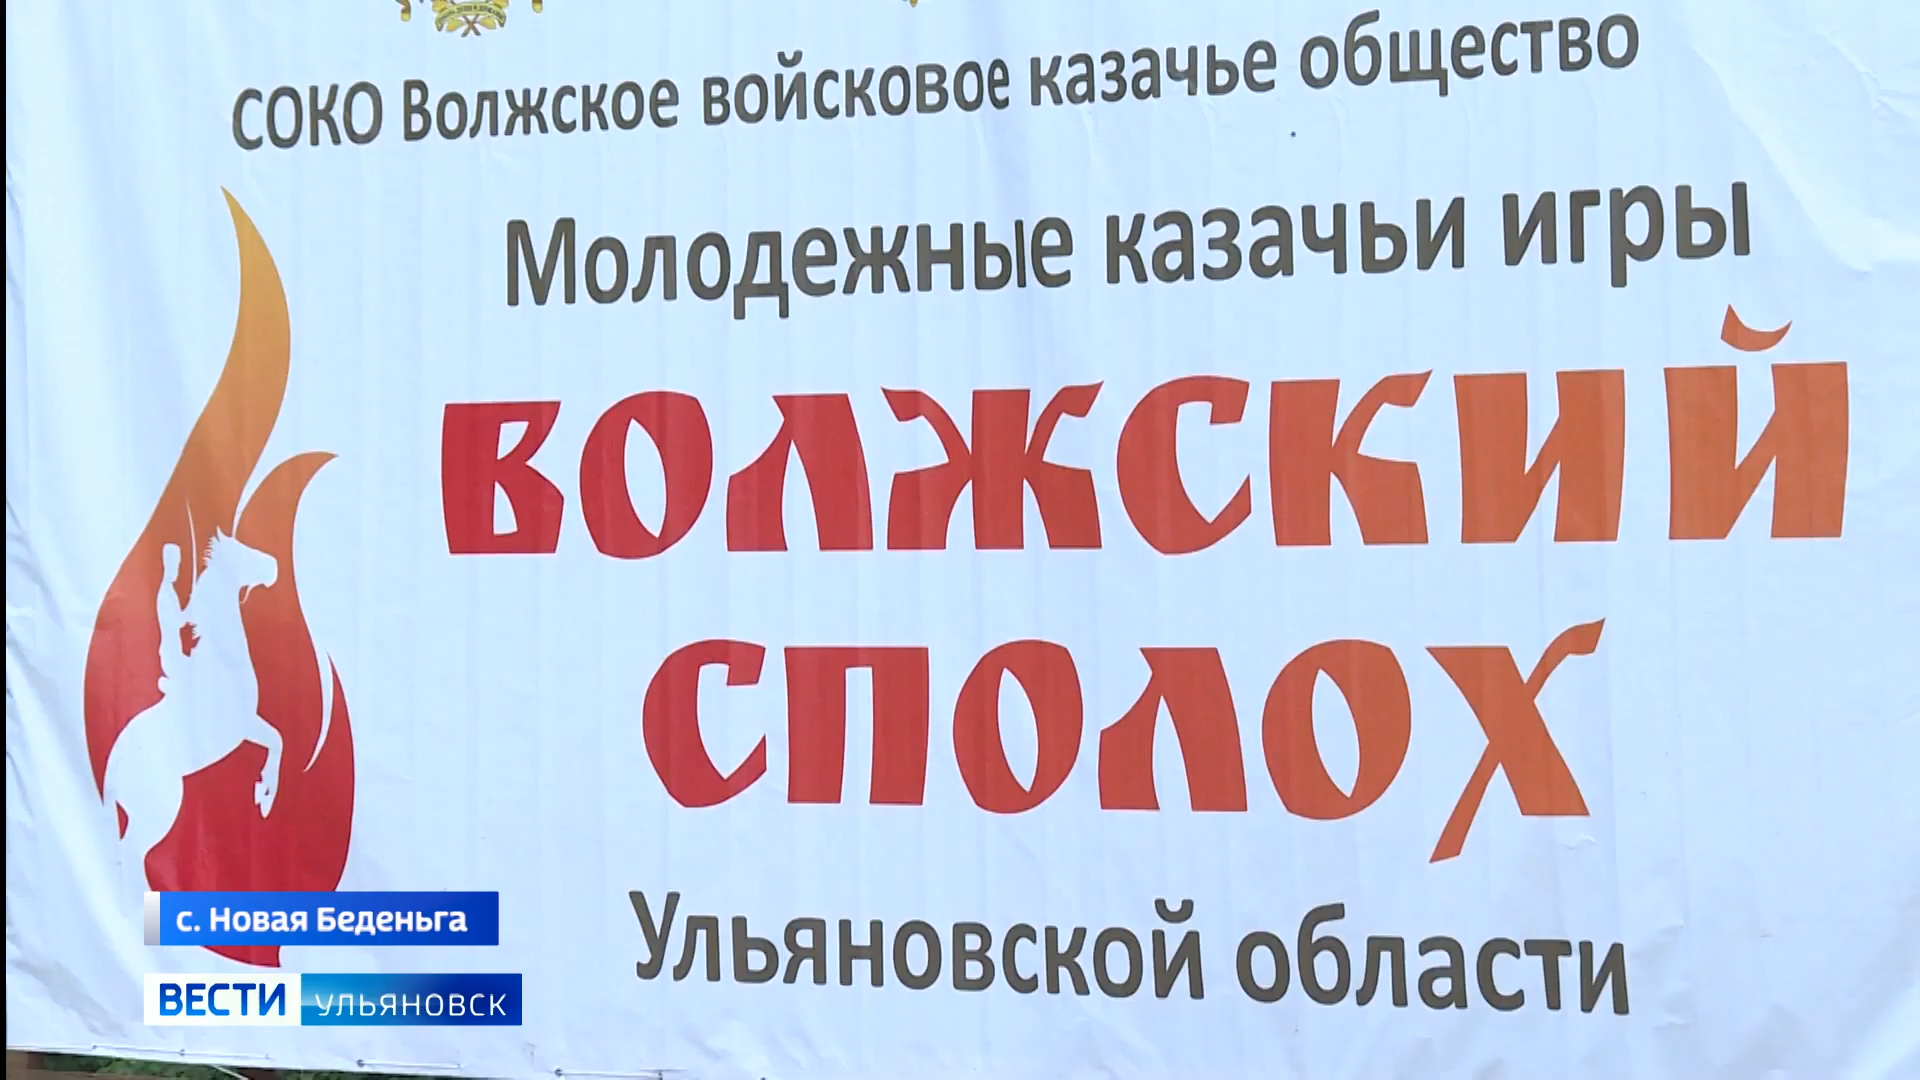 СОКО Волжское войсковое казачье общество
Молодежные казачьи игры
ВОЛЖСКИЙ
СПОЛОХ
Ульяновской области
с. Новая Беденьга
ВЕСТИ УЛЬЯНОВСК